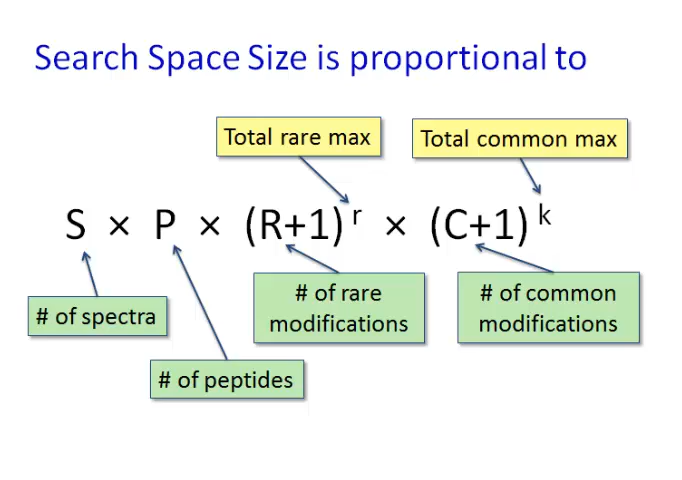 Search Space Size is proportional to
Total rare max
Total common max
S × P × (R+1) r × (C+1) k
# of spectra
# of rare
modifications
# of common
modifications
# of peptides